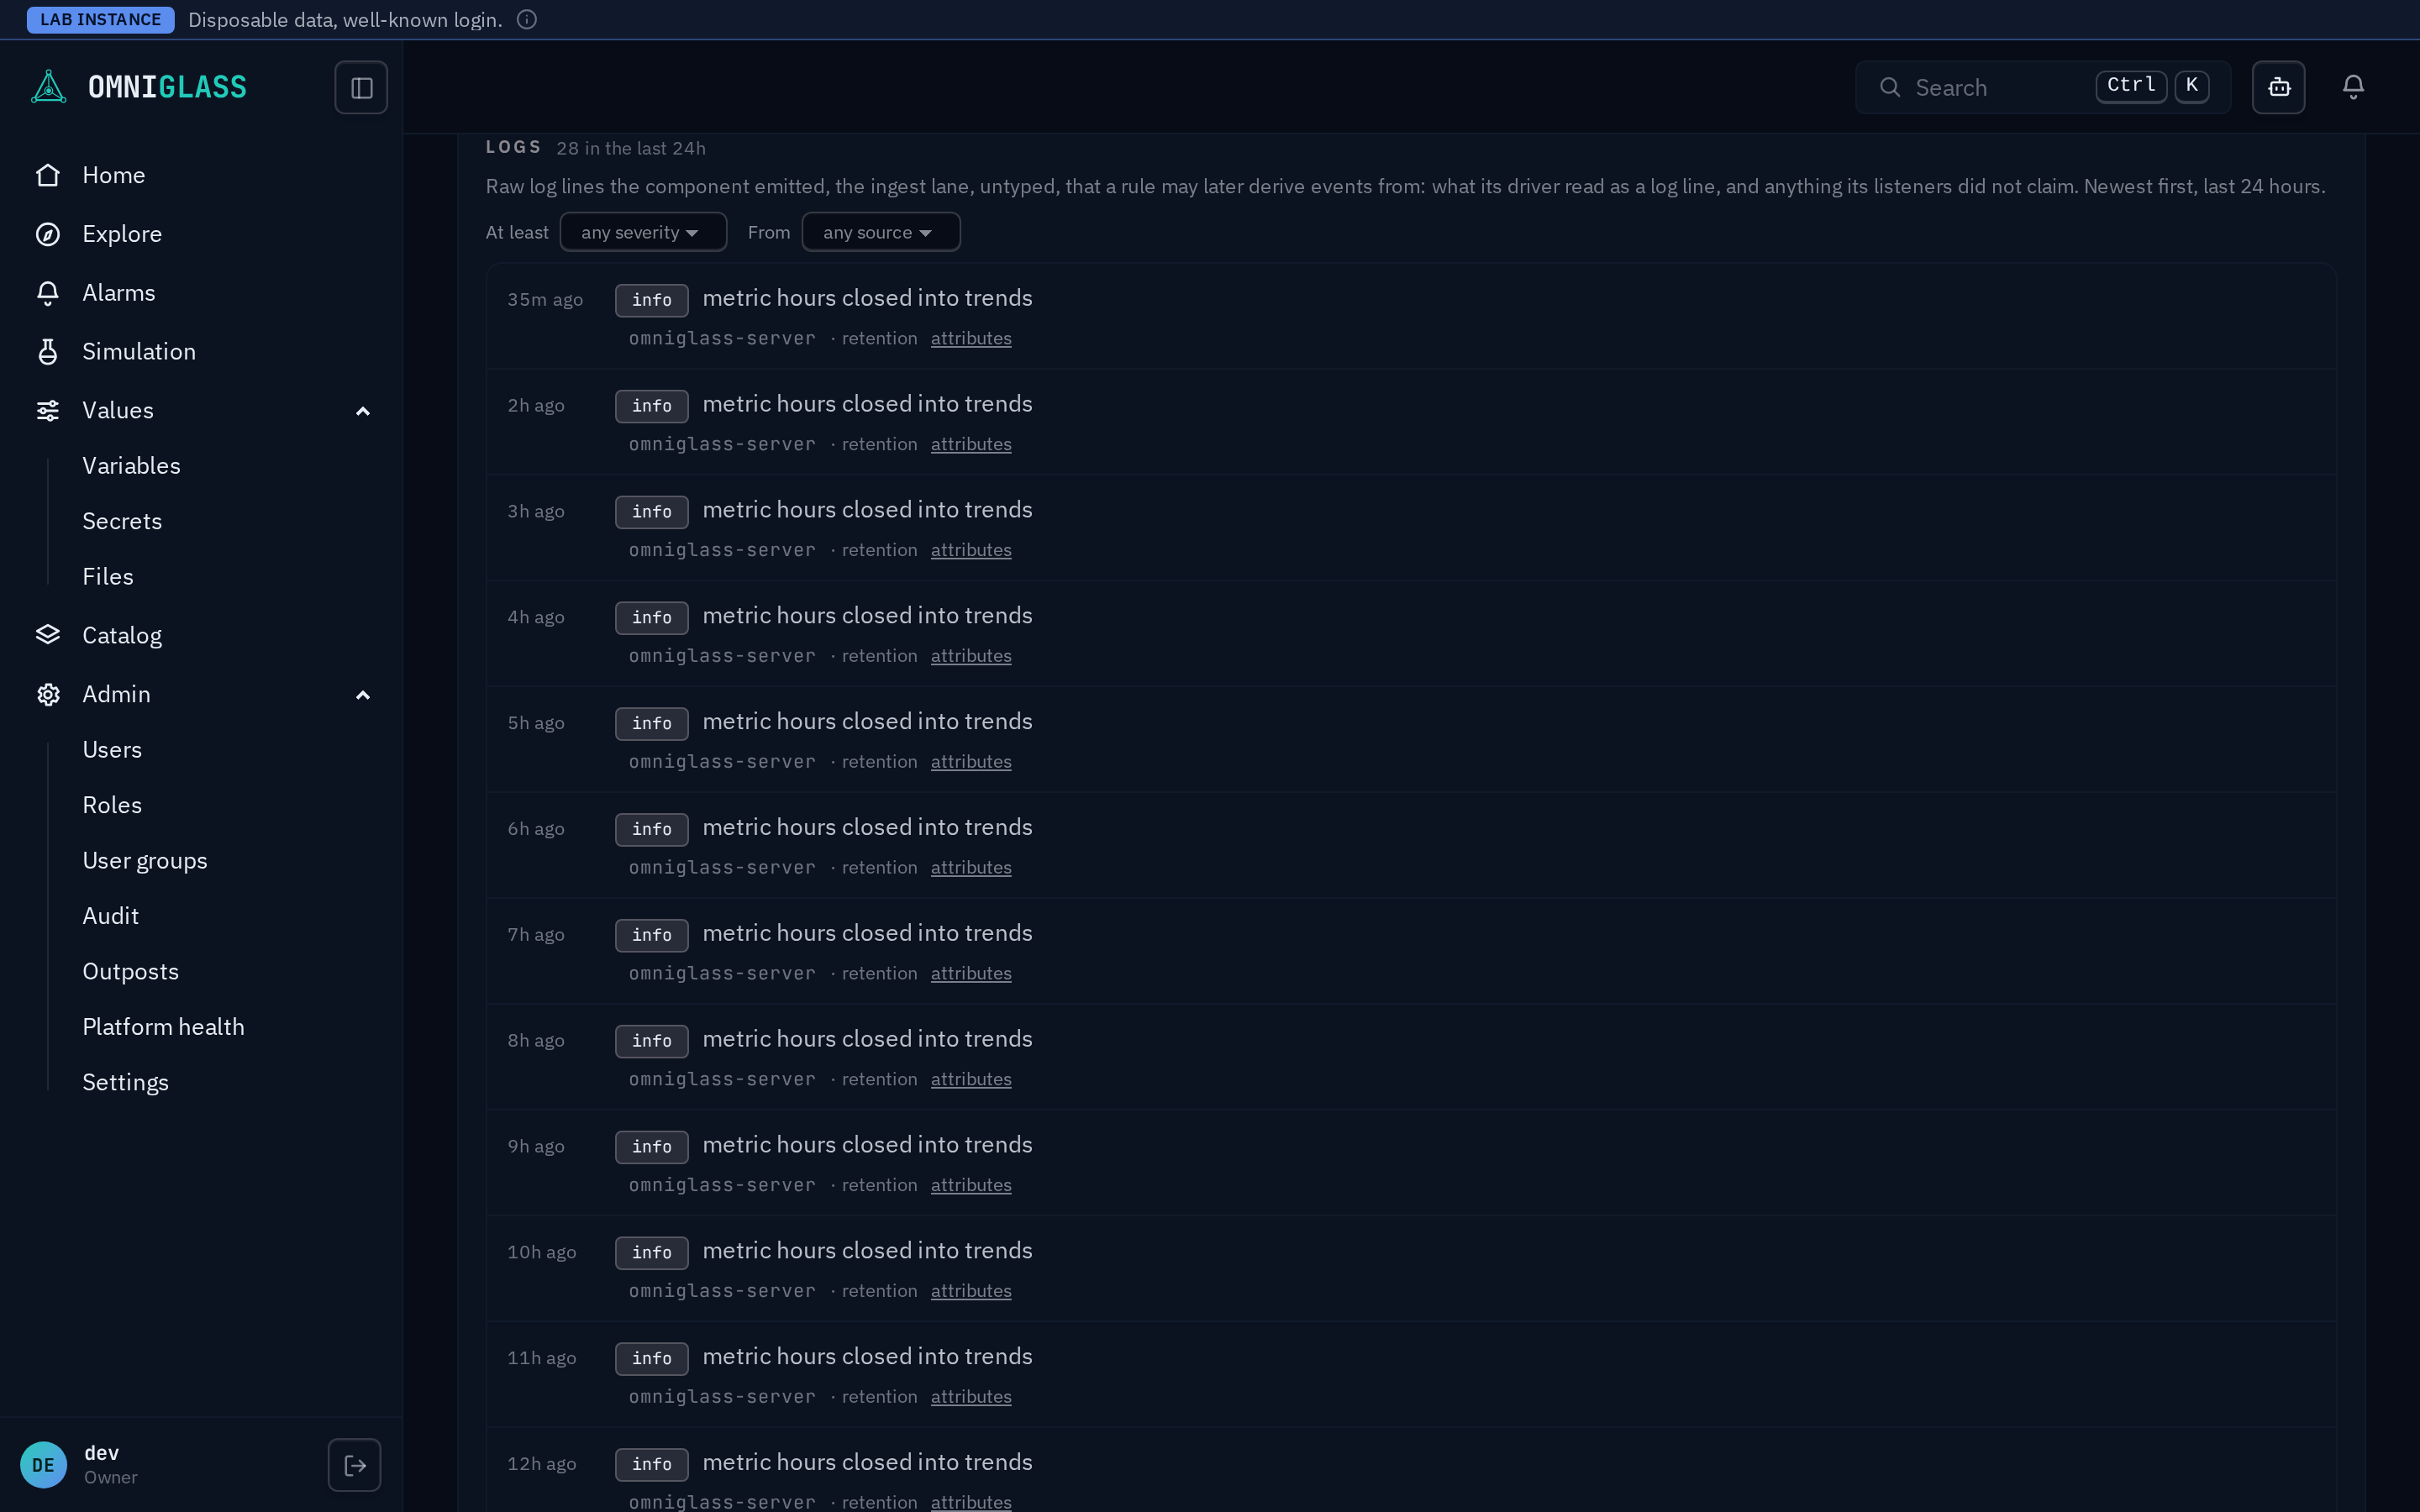 LAB INSTANCE Disposable data, well-known login.
OMNIGLASS
Search Ctrl K
Home
Explore
Alarms
Simulation
Values
Variables
Secrets
Files
Catalog
Admin
Users
Roles
User groups
Audit
Outposts
Platform health
Settings
DE dev
Owner
LOGS 28 in the last 24h
Raw log lines the component emitted, the ingest lane, untyped, that a rule may later derive events from: what its driver read as a log line, and anything its listeners did not claim. Newest first, last 24 hours.
At least any severity From any source
35m ago info metric hours closed into trends
omniglass-server · retention attributes
2h ago info metric hours closed into trends
omniglass-server · retention attributes
3h ago info metric hours closed into trends
omniglass-server · retention attributes
4h ago info metric hours closed into trends
omniglass-server · retention attributes
5h ago info metric hours closed into trends
omniglass-server · retention attributes
6h ago info metric hours closed into trends
omniglass-server · retention attributes
7h ago info metric hours closed into trends
omniglass-server · retention attributes
8h ago info metric hours closed into trends
omniglass-server · retention attributes
9h ago info metric hours closed into trends
omniglass-server · retention attributes
10h ago info metric hours closed into trends
omniglass-server · retention attributes
11h ago info metric hours closed into trends
omniglass-server · retention attributes
12h ago info metric hours closed into trends
omniglass-server · retention attributes